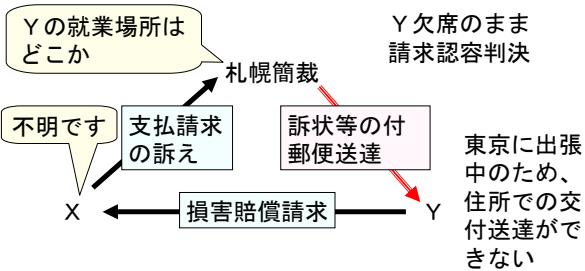 Ｙの就業場所は
どこか
Ｙ欠席のまま
請求認容判決
札幌簡裁
不明です
支払請求
の訴え
訴状等の付
郵便送達
東京に出張
中のため、
住所での交
付送達がで
きない
Ｘ
損害賠償請求
Ｙ